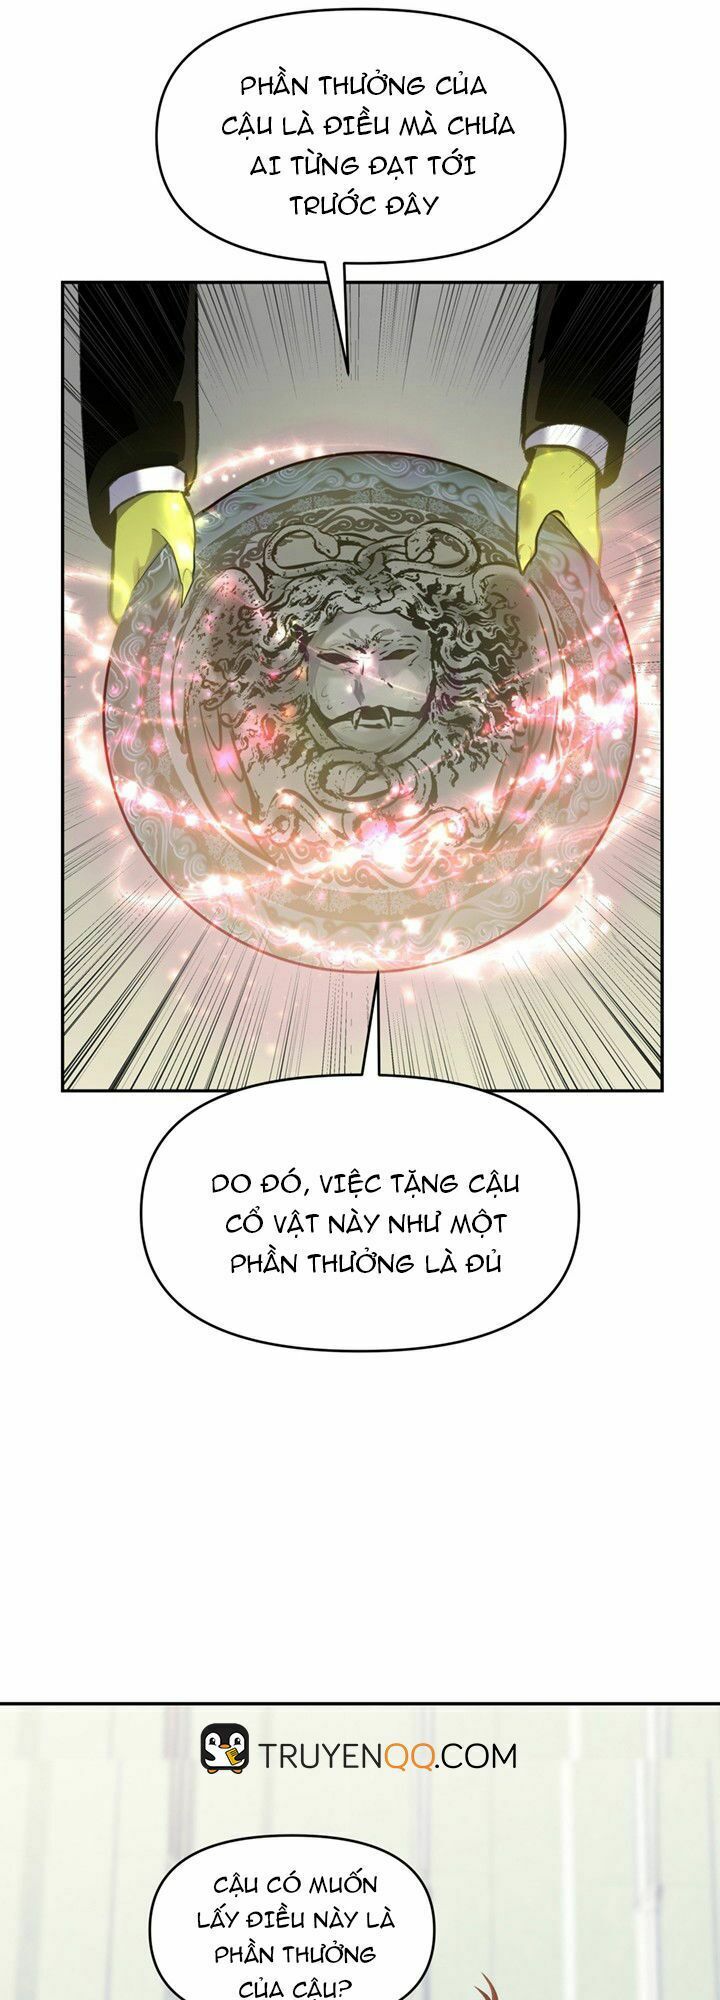 PHẦN THƯỞNG CỦA
CẬU LÀ ĐIỀU MÀ CHƯA
AI TỪNG ĐẠT TỚI
TRƯỚC ĐÂY
DO ĐÓ, VIỆC TẶNG CẬU
CỔ VẬT NÀY NHƯ MỘT
PHẦN THƯỞNG LÀ ĐỦ
TRUYENQQ.COM
CẬU CÓ MUỐN
LẤY ĐIỀU NÀY LÀ
PHẦN THƯỞNG
CỦA CẬU?